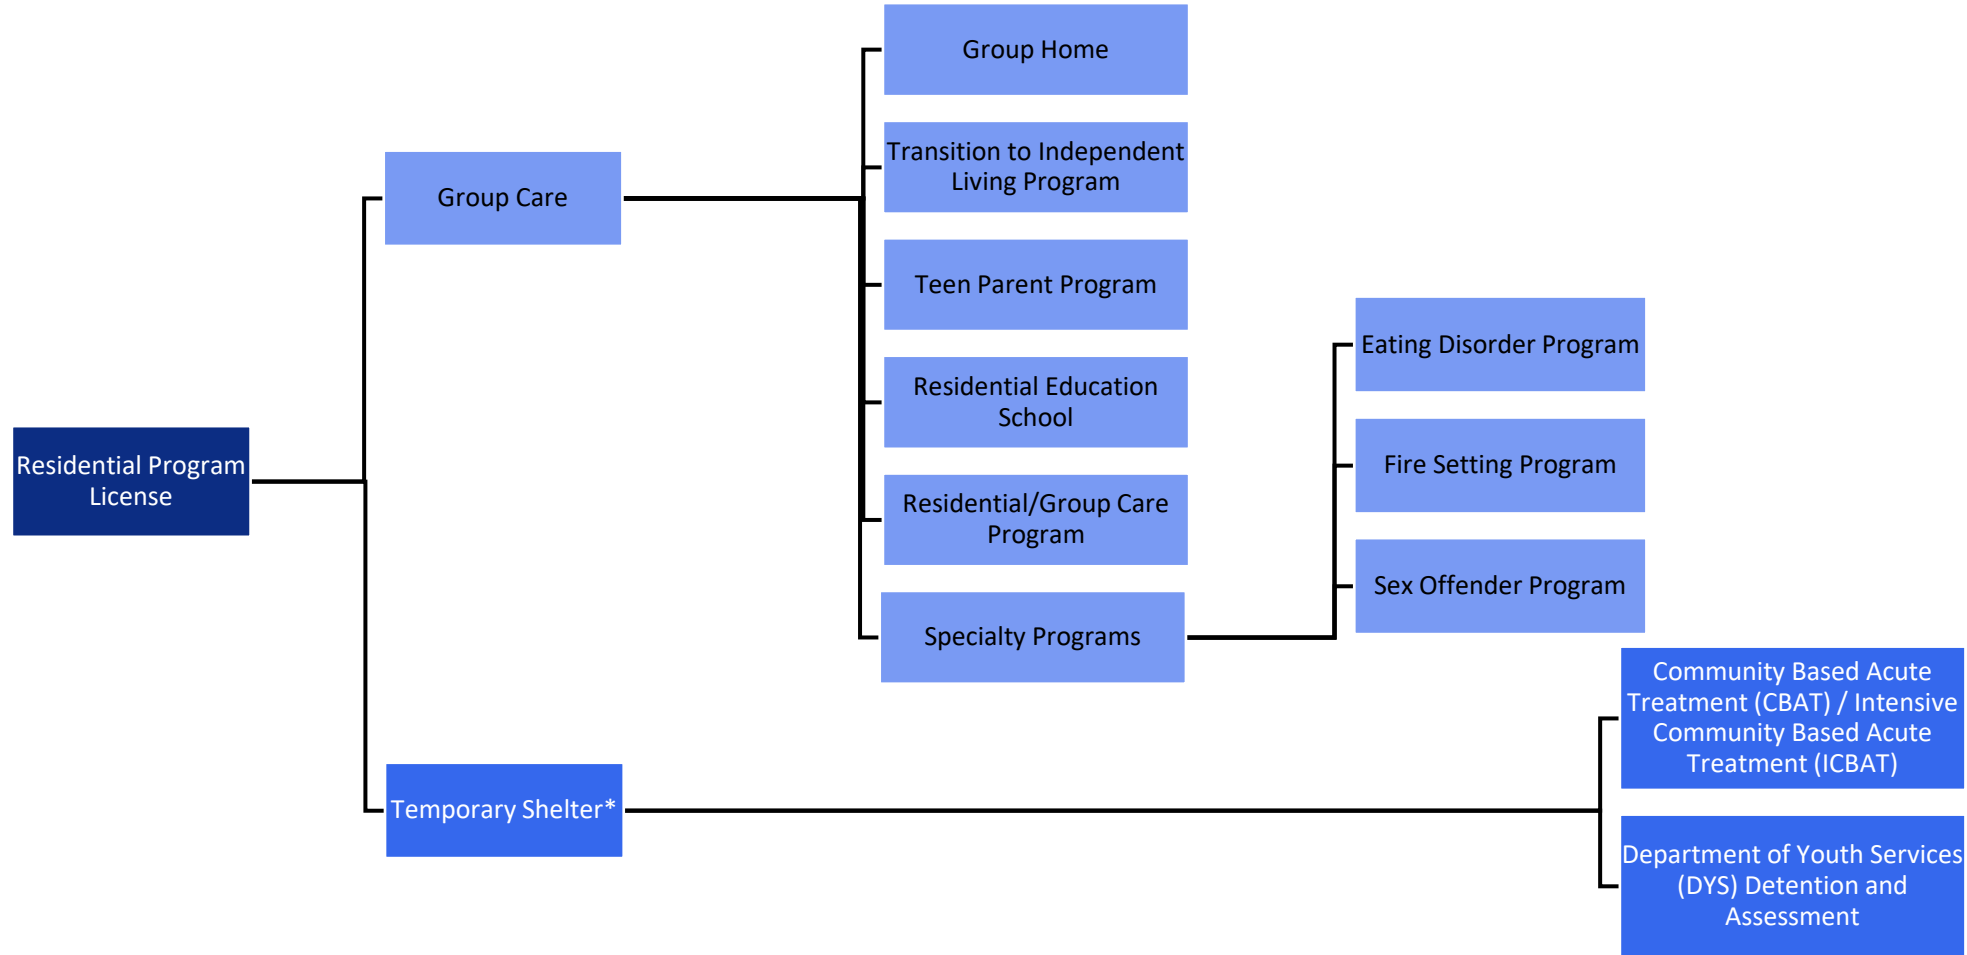 Residential Program
License
Group Care
Temporary Shelter*
Group Home
Transition to Independent
Living Program
Teen Parent Program
Residential Education
School
Residential/Group Care
Program
Specialty Programs
Eating Disorder Program
Fire Setting Program
Sex Offender Program
Community Based Acute
Treatment (CBAT) / Intensive
Community Based Acute
Treatment (ICBAT)
Department of Youth Services
(DYS) Detention and
Assessment